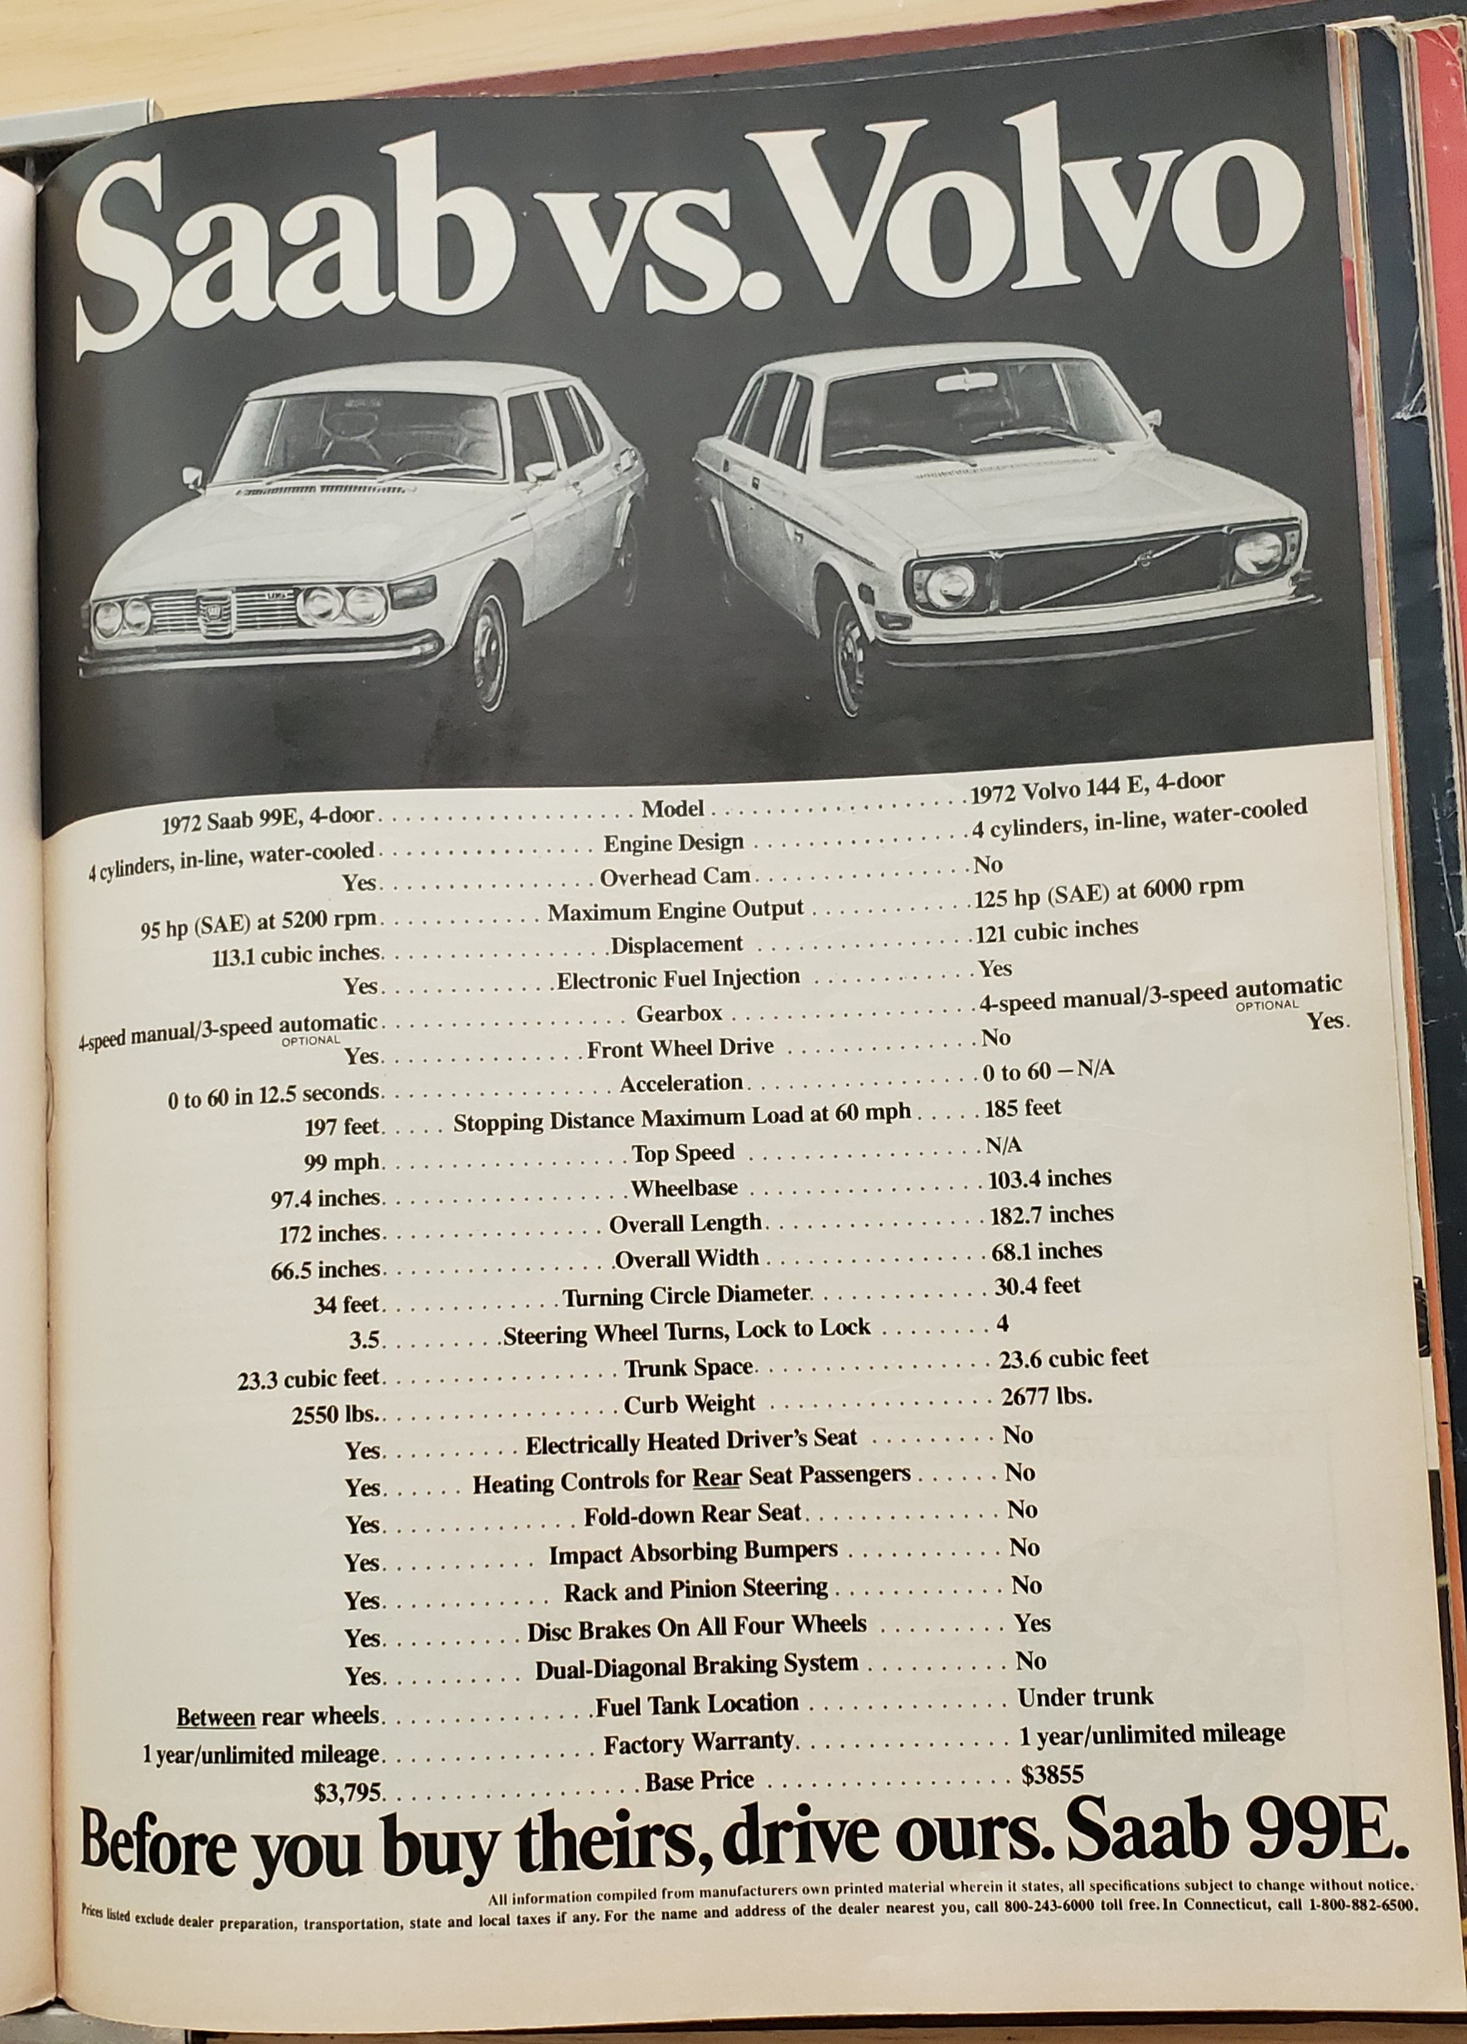 Saab vs. Volvo
1972 Saab 99E, 4-door. . . . . . . . . . . . . . . . . . . Model . . . . . . . . . . . . . . . . . . 1972 Volvo 144 E, 4-door
4 cylinders, in-line, water-cooled. . . . . . . . . . . . . . . . Engine Design . . . . . . . . . . . . . . . 4 cylinders, in-line, water-cooled
Yes. . . . . . . . . . . . . . . . Overhead Cam. . . . . . . . . . . . . . . No
95 hp (SAE) at 5200 rpm. . . . . . . . . . . . Maximum Engine Output . . . . . . . . . . . 125 hp (SAE) at 6000 rpm
113.1 cubic inches. . . . . . . . . . . . . . . . . Displacement . . . . . . . . . . . . . . . 121 cubic inches
Yes. . . . . . . . . . . . . Electronic Fuel Injection . . . . . . . . . . . Yes
4-speed manual/3-speed automatic. . . . . . . . . . . . . . . . . . Gearbox . . . . . . . . . . . . . . . . . 4-speed manual/3-speed automatic
OPTIONAL OPTIONAL
Yes. . . . . . . . . . . . . . . Front Wheel Drive . . . . . . . . . . . . . No Yes.
0 to 60 in 12.5 seconds. . . . . . . . . . . . . . . . . Acceleration. . . . . . . . . . . . . . . . 0 to 60 – N/A
197 feet. . . . . Stopping Distance Maximum Load at 60 mph . . . . . 185 feet
99 mph. . . . . . . . . . . . . . . . . . Top Speed . . . . . . . . . . . . . . . . . N/A
97.4 inches. . . . . . . . . . . . . . . . . . Wheelbase . . . . . . . . . . . . . . . . . 103.4 inches
172 inches. . . . . . . . . . . . . . . . Overall Length. . . . . . . . . . . . . . . . 182.7 inches
66.5 inches. . . . . . . . . . . . . . . . . Overall Width . . . . . . . . . . . . . . . . 68.1 inches
34 feet. . . . . . . . . . . . . Turning Circle Diameter. . . . . . . . . . . . . 30.4 feet
3.5. . . . . . . . . Steering Wheel Turns, Lock to Lock . . . . . . . . 4
23.3 cubic feet. . . . . . . . . . . . . . . . . Trunk Space. . . . . . . . . . . . . . . . . 23.6 cubic feet
2550 lbs.. . . . . . . . . . . . . . . . . . Curb Weight . . . . . . . . . . . . . . . . 2677 lbs.
Yes. . . . . . . . . . Electrically Heated Driver's Seat . . . . . . . . . No
Yes. . . . . . Heating Controls for Rear Seat Passengers . . . . . . No
Yes. . . . . . . . . . . . . . Fold-down Rear Seat. . . . . . . . . . . . . . No
Yes. . . . . . . . . . . Impact Absorbing Bumpers . . . . . . . . . . . No
Yes. . . . . . . . . . . . Rack and Pinion Steering . . . . . . . . . . . . No
Yes. . . . . . . . . . Disc Brakes On All Four Wheels . . . . . . . . . Yes
Yes. . . . . . . . . . Dual-Diagonal Braking System . . . . . . . . . . No
Between rear wheels. . . . . . . . . . . . . . . . Fuel Tank Location . . . . . . . . . . . . . . Under trunk
1 year/unlimited mileage. . . . . . . . . . . . . . . . Factory Warranty. . . . . . . . . . . . . . . 1 year/unlimited mileage
$3,795. . . . . . . . . . . . . . . . . . . . Base Price . . . . . . . . . . . . . . . . . $3855
Before you buy theirs, drive ours. Saab 99E.
All information compiled from manufacturers own printed material wherein it states, all specifications subject to change without notice.
Prices listed exclude dealer preparation, transportation, state and local taxes if any. For the name and address of the dealer nearest you, call 800-243-6000 toll free. In Connecticut, call 1-800-882-6500.